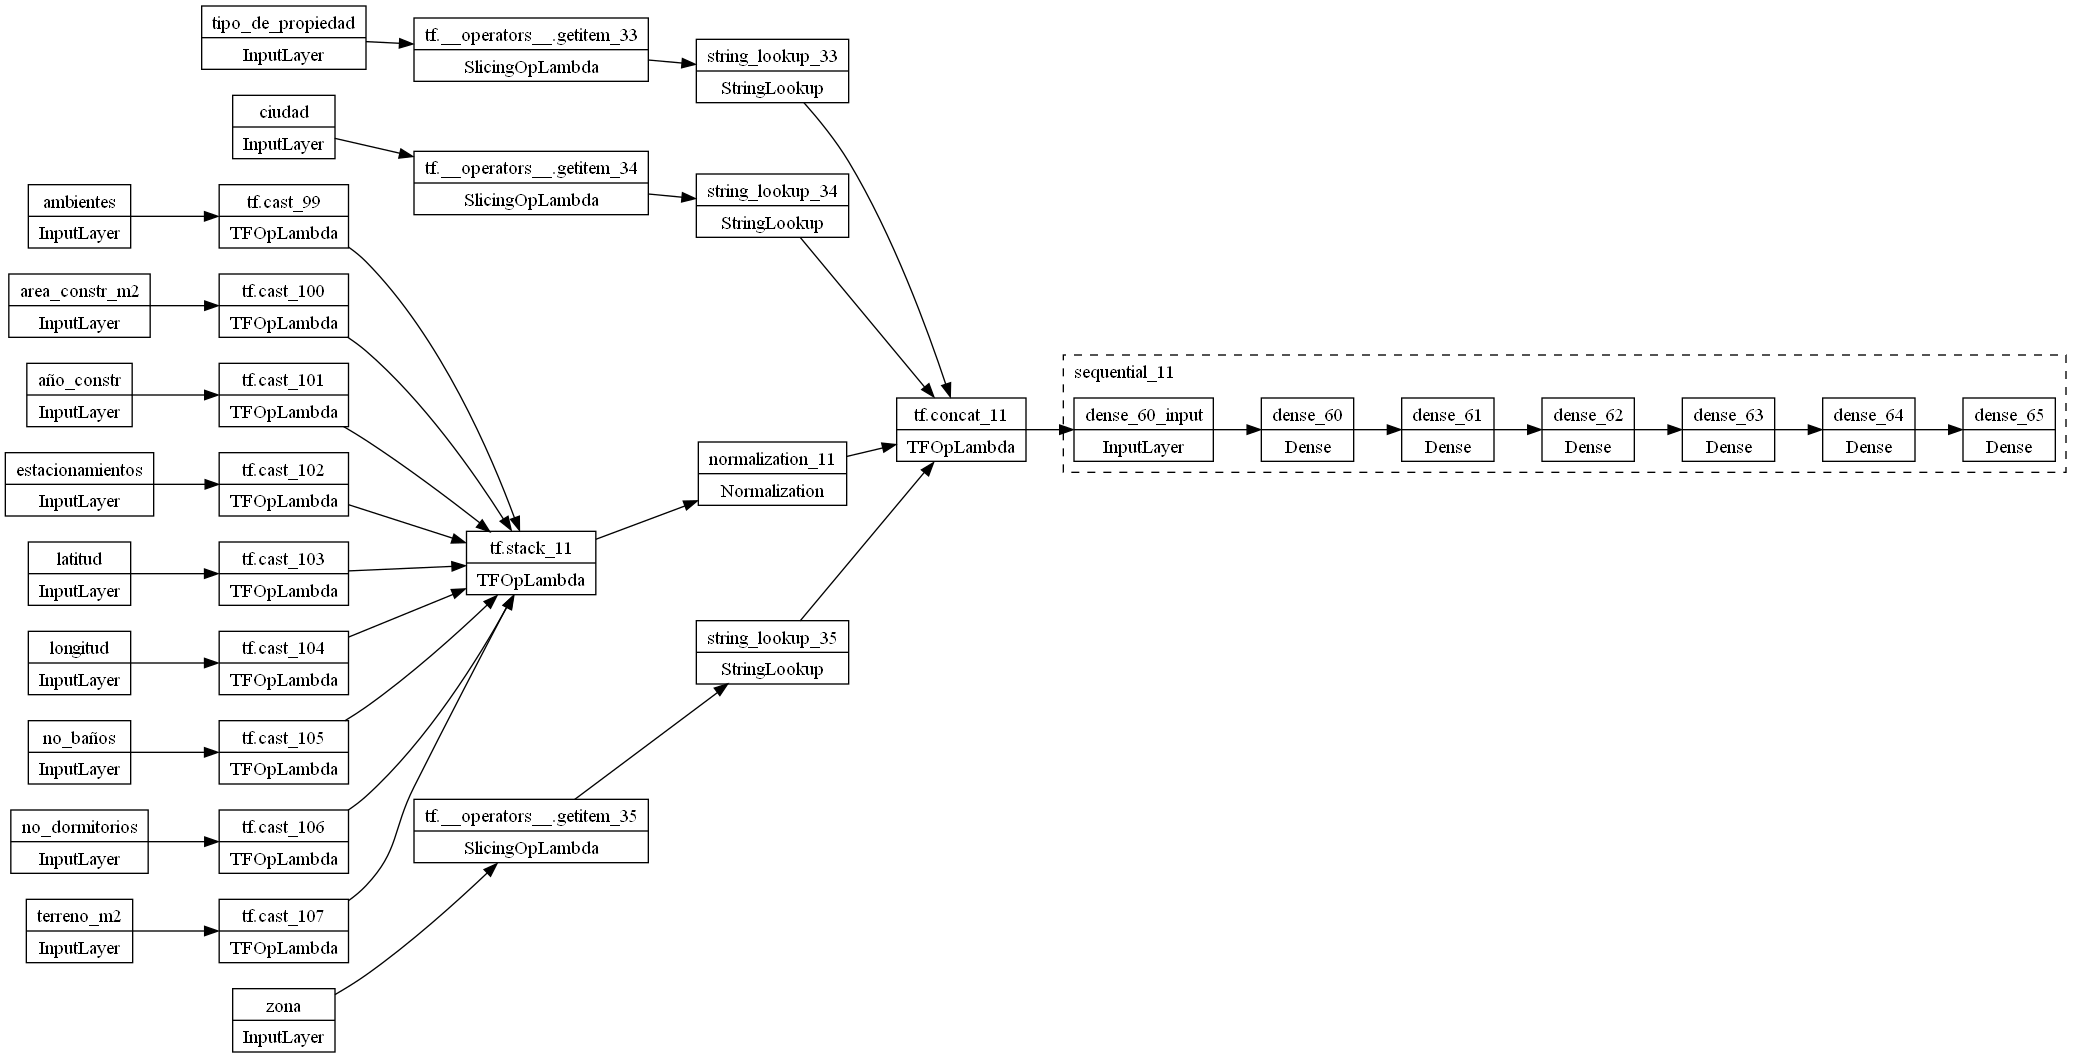 tipo_de_propiedad
InputLayer
tf.__operators__.getitem_33
SlicingOpLambda
string_lookup_33
StringLookup
ciudad
InputLayer
tf.__operators__.getitem_34
SlicingOpLambda
string_lookup_34
StringLookup
ambientes
InputLayer
tf.cast_99
TFOpLambda
area_constr_m2
InputLayer
tf.cast_100
TFOpLambda
año_constr
InputLayer
tf.cast_101
TFOpLambda
estacionamientos
InputLayer
tf.cast_102
TFOpLambda
latitud
InputLayer
tf.cast_103
TFOpLambda
longitud
InputLayer
tf.cast_104
TFOpLambda
no_baños
InputLayer
tf.cast_105
TFOpLambda
no_dormitorios
InputLayer
tf.cast_106
TFOpLambda
terreno_m2
InputLayer
tf.cast_107
TFOpLambda
zona
InputLayer
tf.__operators__.getitem_35
SlicingOpLambda
string_lookup_35
StringLookup
tf.stack_11
TFOpLambda
normalization_11
Normalization
tf.concat_11
TFOpLambda
sequential_11
dense_60_input
InputLayer
dense_60
Dense
dense_61
Dense
dense_62
Dense
dense_63
Dense
dense_64
Dense
dense_65
Dense